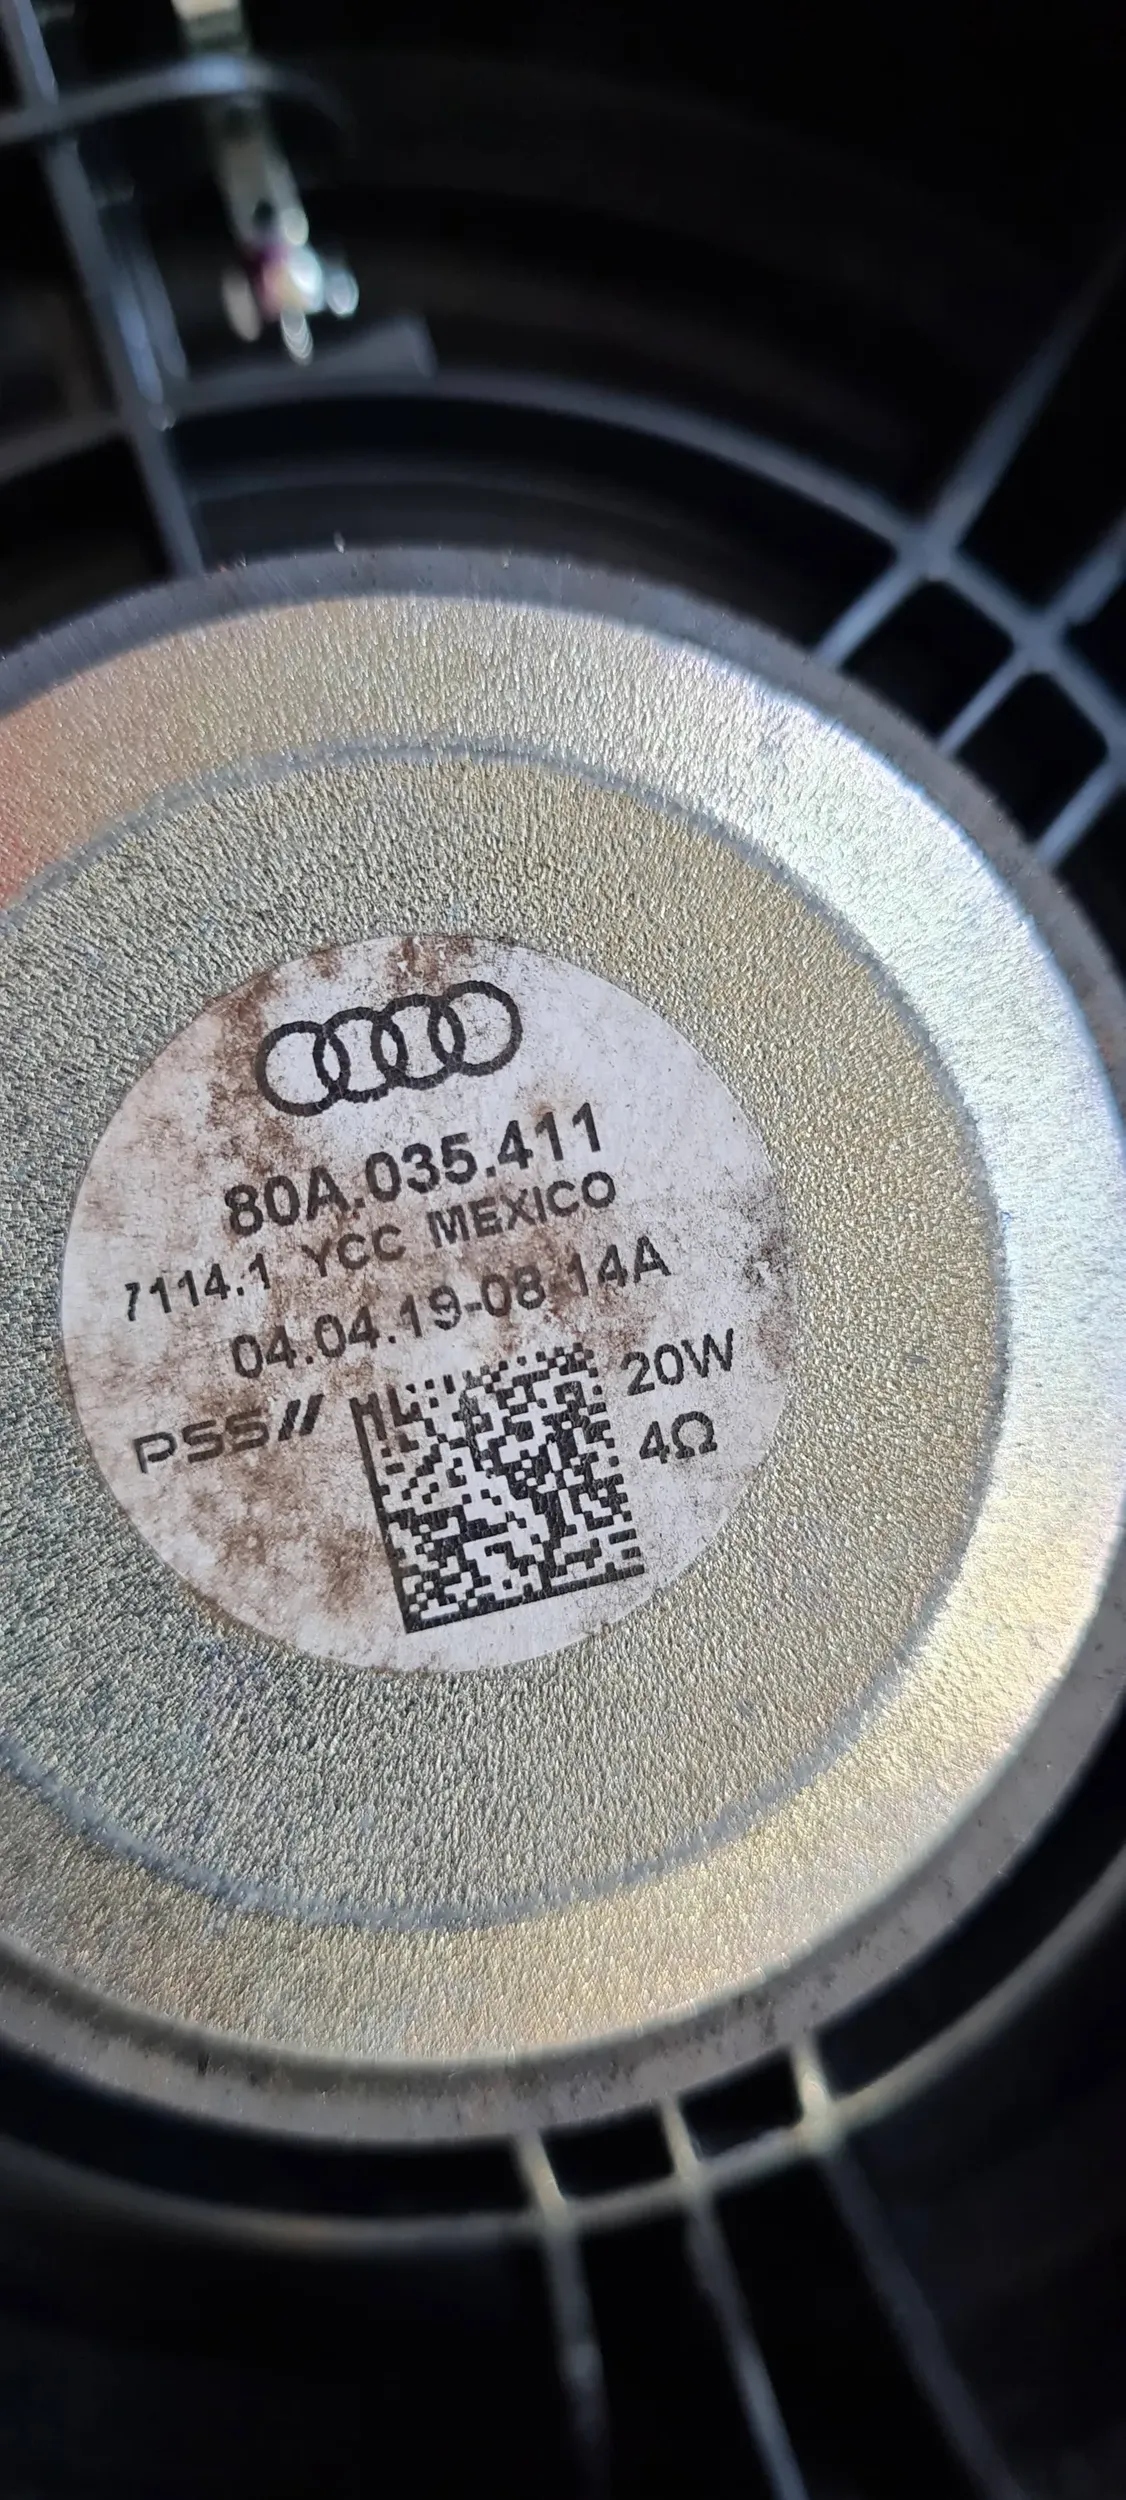 80A.035.411
7114.1 YCC MEXICO
04.04.19-08 14A
PSS//
20W
4Ω